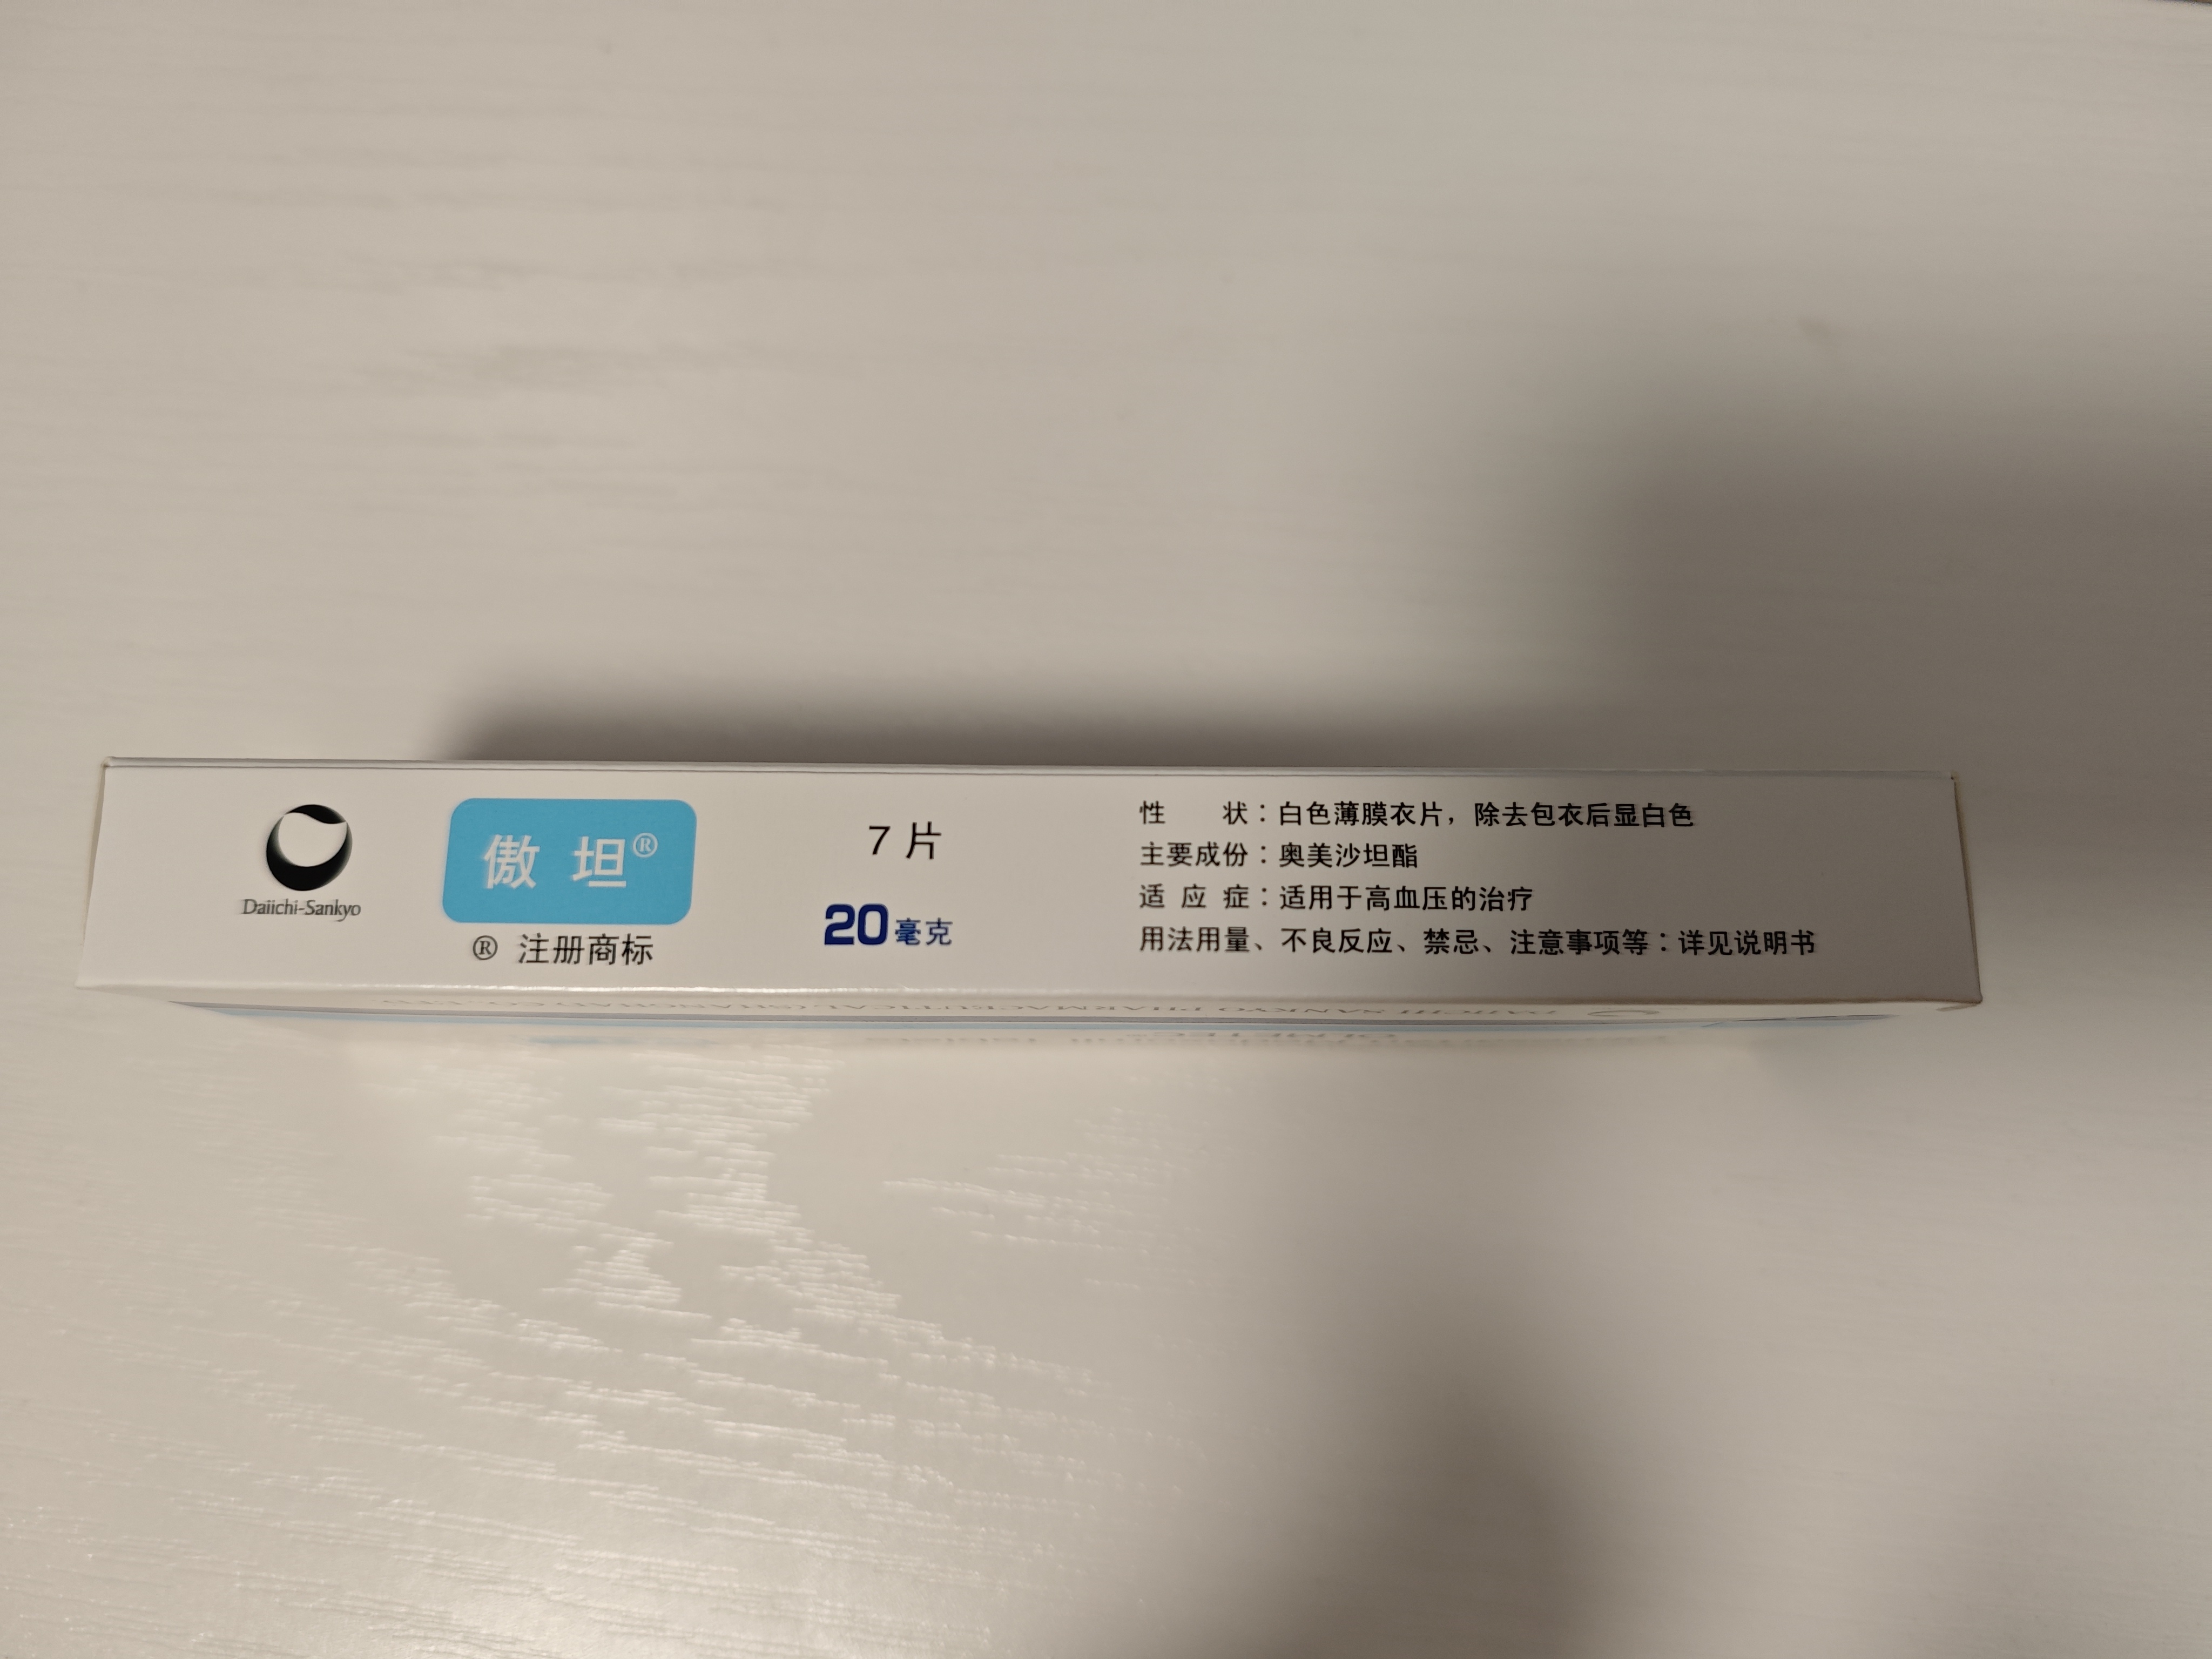 Daiichi-Sankyo
傲 坦®
® 注册商标
7 片
20毫克
性 状：白色薄膜衣片，除去包衣后显白色
主要成份：奥美沙坦酯
适 应 症：适用于高血压的治疗
用法用量、不良反应、禁忌、注意事项等：详见说明书